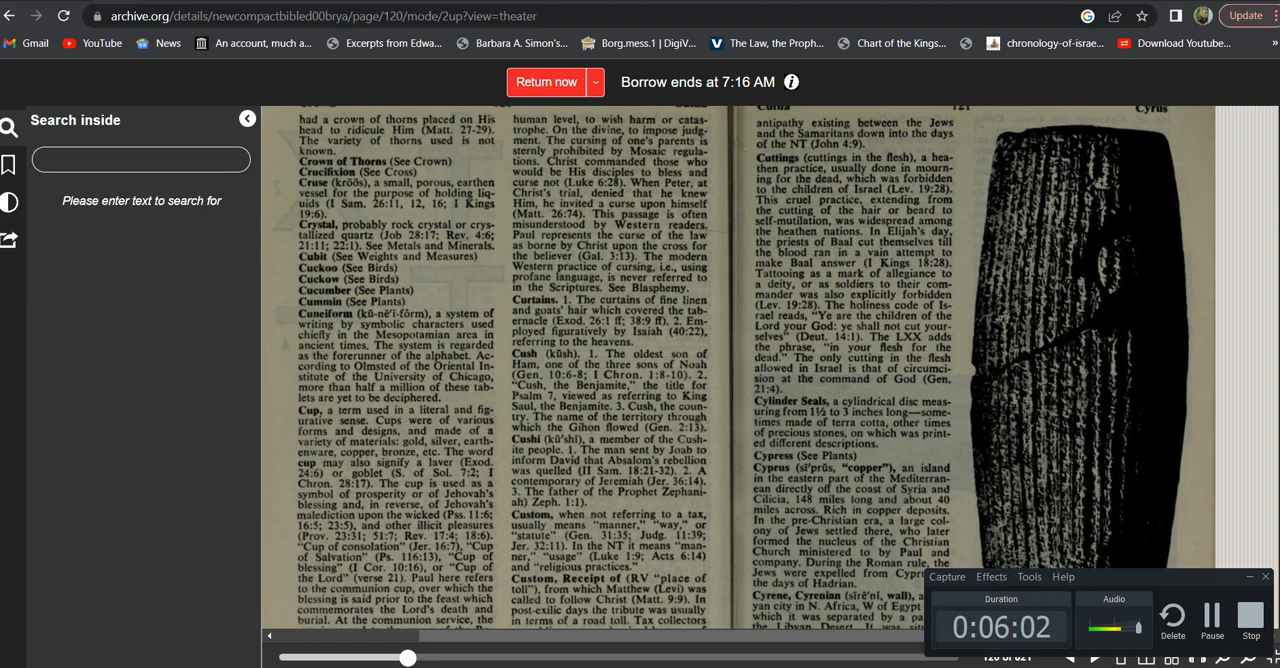 archive.org/details/newcompactbibled00brya/page/120/mode/2up?view=theater
Update
Gmail
YouTube
News
An account, much a...
Excerpts from Edwa...
Barbara A. Simon's...
Borg.mess.1 | DigiV...
The Law, the Proph...
Chart of the Kings...
chronology-of-israe...
Download Youtube...
»
Return now
Borrow ends at 7:16 AM
Search inside
Please enter text to search for
had a crown of thorns placed on His
head to ridicule Him (Matt. 27-29).
The variety of thorns used is not
known.
Crown of Thorns (See Crown)
Crucifixion (See Cross)
Cruse (krōōs), a small, porous, earthen
vessel for the purpose of holding liq-
uids (I Sam. 26:11, 12, 16; I Kings
19:6).
Crystal, probably rock crystal or crys-
tallized quartz (Job 28:17; Rev. 4:6;
21:11; 22:1). See Metals and Minerals.
Cubit (See Weights and Measures)
Cuckoo (See Birds)
Cuckow (See Birds)
Cucumber (See Plants)
Cummin (See Plants)
Cuneiform (kū-nē'ĭ-fôrm), a system of
writing by symbolic characters used
chiefly in the Mesopotamian area in
ancient times. The system is regarded
as the forerunner of the alphabet. Ac-
cording to Olmsted of the Oriental In-
stitute of the University of Chicago,
more than half a million of these tab-
lets are yet to be deciphered.
Cup, a term used in a literal and fig-
urative sense. Cups were of various
forms and designs, and made of a
variety of materials: gold, silver, earth-
enware, copper, bronze, etc. The word
cup may also signify a laver (Exod.
24:6) or goblet (S. of Sol. 7:2; I
Chron. 28:17). The cup is used as a
symbol of prosperity or of Jehovah's
blessing and, in reverse, of Jehovah's
malediction upon the wicked (Pss. 11:6;
16:5; 23:5), and other illicit pleasures
(Prov. 23:31; 51:7; Rev. 17:4; 18:6).
"Cup of consolation" (Jer. 16:7), "Cup
of Salvation" (Ps. 116:13), "Cup of
blessing" (I Cor. 10:16), or "Cup of
the Lord" (verse 21). Paul here refers
to the communion cup, over which the
blessing is said prior to the feast which
commemorates the Lord's death and
burial. At the communion service, the
human level, to wish harm or catas-
trophe. On the divine, to impose judg-
ment. The cursing of one's parents is
sternly prohibited by Mosaic regula-
tions. Christ commanded those who
would be His disciples to bless and
curse not (Luke 6:28). When Peter, at
Christ's trial, denied that he knew
Him, he invited a curse upon himself
(Matt. 26:74). This passage is often
misunderstood by Western readers.
Paul represents the curse of the law
as borne by Christ upon the cross for
the believer (Gal. 3:13). The modern
Western practice of cursing, i.e., using
profane language, is never referred to
in the Scriptures. See Blasphemy.
Curtains. 1. The curtains of fine linen
and goats' hair which covered the tab-
ernacle (Exod. 26:1 ff; 38:9 ff). 2. Em-
ployed figuratively by Isaiah (40:22),
referring to the heavens.
Cush (kŭsh). 1. The oldest son of
Ham, one of the three sons of Noah
(Gen. 10:6-8; I Chron. 1:8-10). 2.
"Cush, the Benjamite," the title for
Psalm 7, viewed as referring to King
Saul, the Benjamite. 3. Cush, the coun-
try. The name of the territory through
which the Gihon flowed (Gen. 2:13).
Cushi (kū'shī), a member of the Cush-
ite people. 1. The man sent by Joab to
inform David that Absalom's rebellion
was quelled (II Sam. 18:21-32). 2. A
contemporary of Jeremiah (Jer. 36:14).
3. The father of the Prophet Zephani-
ah) Zeph. 1:1).
Custom, when not referring to a tax,
usually means "manner," "way," or
"statute" (Gen. 31:35; Judg. 11:39;
Jer. 32:11). In the NT it means "man-
ner," "usage" (Luke 1:9; Acts 6:14)
and "religious practices."
Custom, Receipt of (RV "place of
toll"), from which Matthew (Levi) was
called to follow Christ (Matt. 9:9). In
post-exilic days the tribute was usually
in terms of a road toll. Tax collectors
Cutha 121 Cyrus
antipathy existing between the Jews
and the Samaritans down into the days
of the NT (John 4:9).
Cuttings (cuttings in the flesh), a hea-
then practice, usually done in mourn-
ing for the dead, which was forbidden
to the children of Israel (Lev. 19:28).
This cruel practice, extending from
the cutting of the hair or beard to
self-mutilation, was widespread among
the heathen nations. In Elijah's day,
the priests of Baal cut themselves till
the blood ran in a vain attempt to
make Baal answer (I Kings 18:28).
Tattooing as a mark of allegiance to
a deity, or as soldiers to their com-
mander was also explicitly forbidden
(Lev. 19:28). The holiness code of Is-
rael reads, "Ye are the children of the
Lord your God: ye shall not cut your-
selves" (Deut. 14:1). The LXX adds
the phrase, "in your flesh for the
dead." The only cutting in the flesh
allowed in Israel is that of circumci-
sion at the command of God (Gen.
21:4).
Cylinder Seals, a cylindrical disc meas-
uring from 1½ to 3 inches long—some-
times made of terra cotta, other times
of precious stones, on which was print-
ed different descriptions.
Cypress (See Plants)
Cyprus (sī'prŭs, "copper"), an island
in the eastern part of the Mediterran-
ean directly off the coast of Syria and
Cilicia, 148 miles long and about 40
miles across. Rich in copper deposits.
In the pre-Christian era, a large col-
ony of Jews settled there, who later
formed the nucleus of the Christian
Church ministered to by Paul and
company. During the Roman rule, the
Jews were expelled from Cypr
the days of Hadrian.
Cyrene, Cyrenian (sīrē'nī, wall), a
yan city in N. Africa, W of Egypt
which it was separated by a pa
the Libyan Desert. It was sit
Capture Effects Tools Help
Duration
0:06:02
Audio
Delete
Pause
Stop